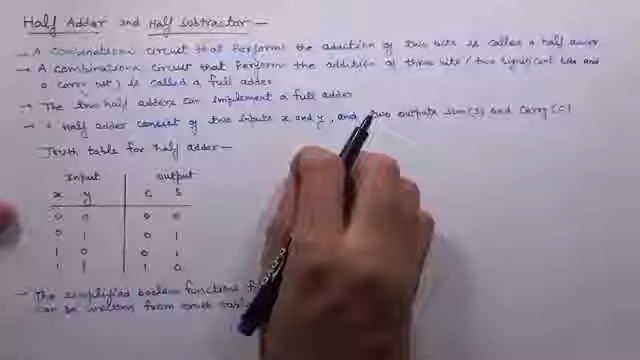 Half Adder and Half Subtractor -
→ A combinational circuit that performs the addition of two bits is called a half adder
→ A combinational circuit that perform the addition of three bits (two significant bits and
a carry bit) is called a full adder
→ The two half adders can implement a full adder
→ Half adder consist of two inputs x and y, and two outputs sum(s) and carry(c)
Truth table for half adder -
Input output
x y c s
0 0 0 0
0 1 0 1
1 0 0 1
1 1 1 0
→ The simplified boolean functions
can be written form truth table